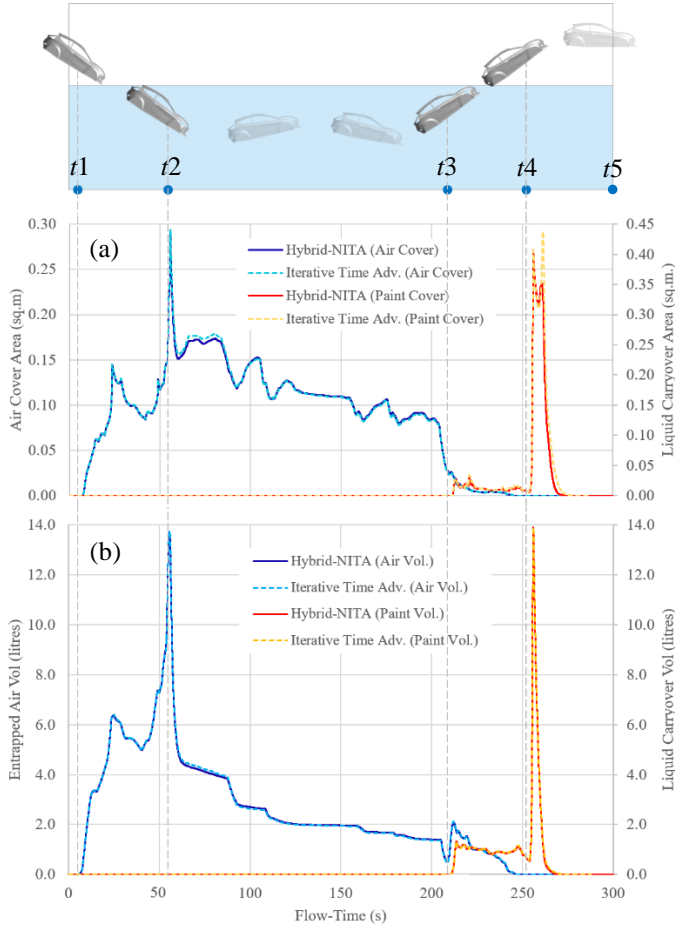 t1
t2
t3
t4
t5
(a)
Hybrid-NITA (Air Cover)
Iterative Time Adv. (Air Cover)
Hybrid-NITA (Paint Cover)
Iterative Time Adv. (Paint Cover)
Air Cover Area (sq.m)
0.30
0.25
0.20
0.15
0.10
0.05
0.00
Liquid Carryover Area (sq.m.)
0.45
0.40
0.35
0.30
0.25
0.20
0.15
0.10
0.05
0.00
(b)
Hybrid-NITA (Air Vol.)
Iterative Time Adv. (Air Vol.)
Hybrid-NITA (Paint Vol.)
Iterative Time Adv. (Paint Vol.)
Entrapped Air Vol (litres)
14.0
12.0
10.0
8.0
6.0
4.0
2.0
0.0
Liquid Carryover Vol (litres)
14.0
12.0
10.0
8.0
6.0
4.0
2.0
0.0
0
50
100
150
200
250
300
Flow-Time (s)